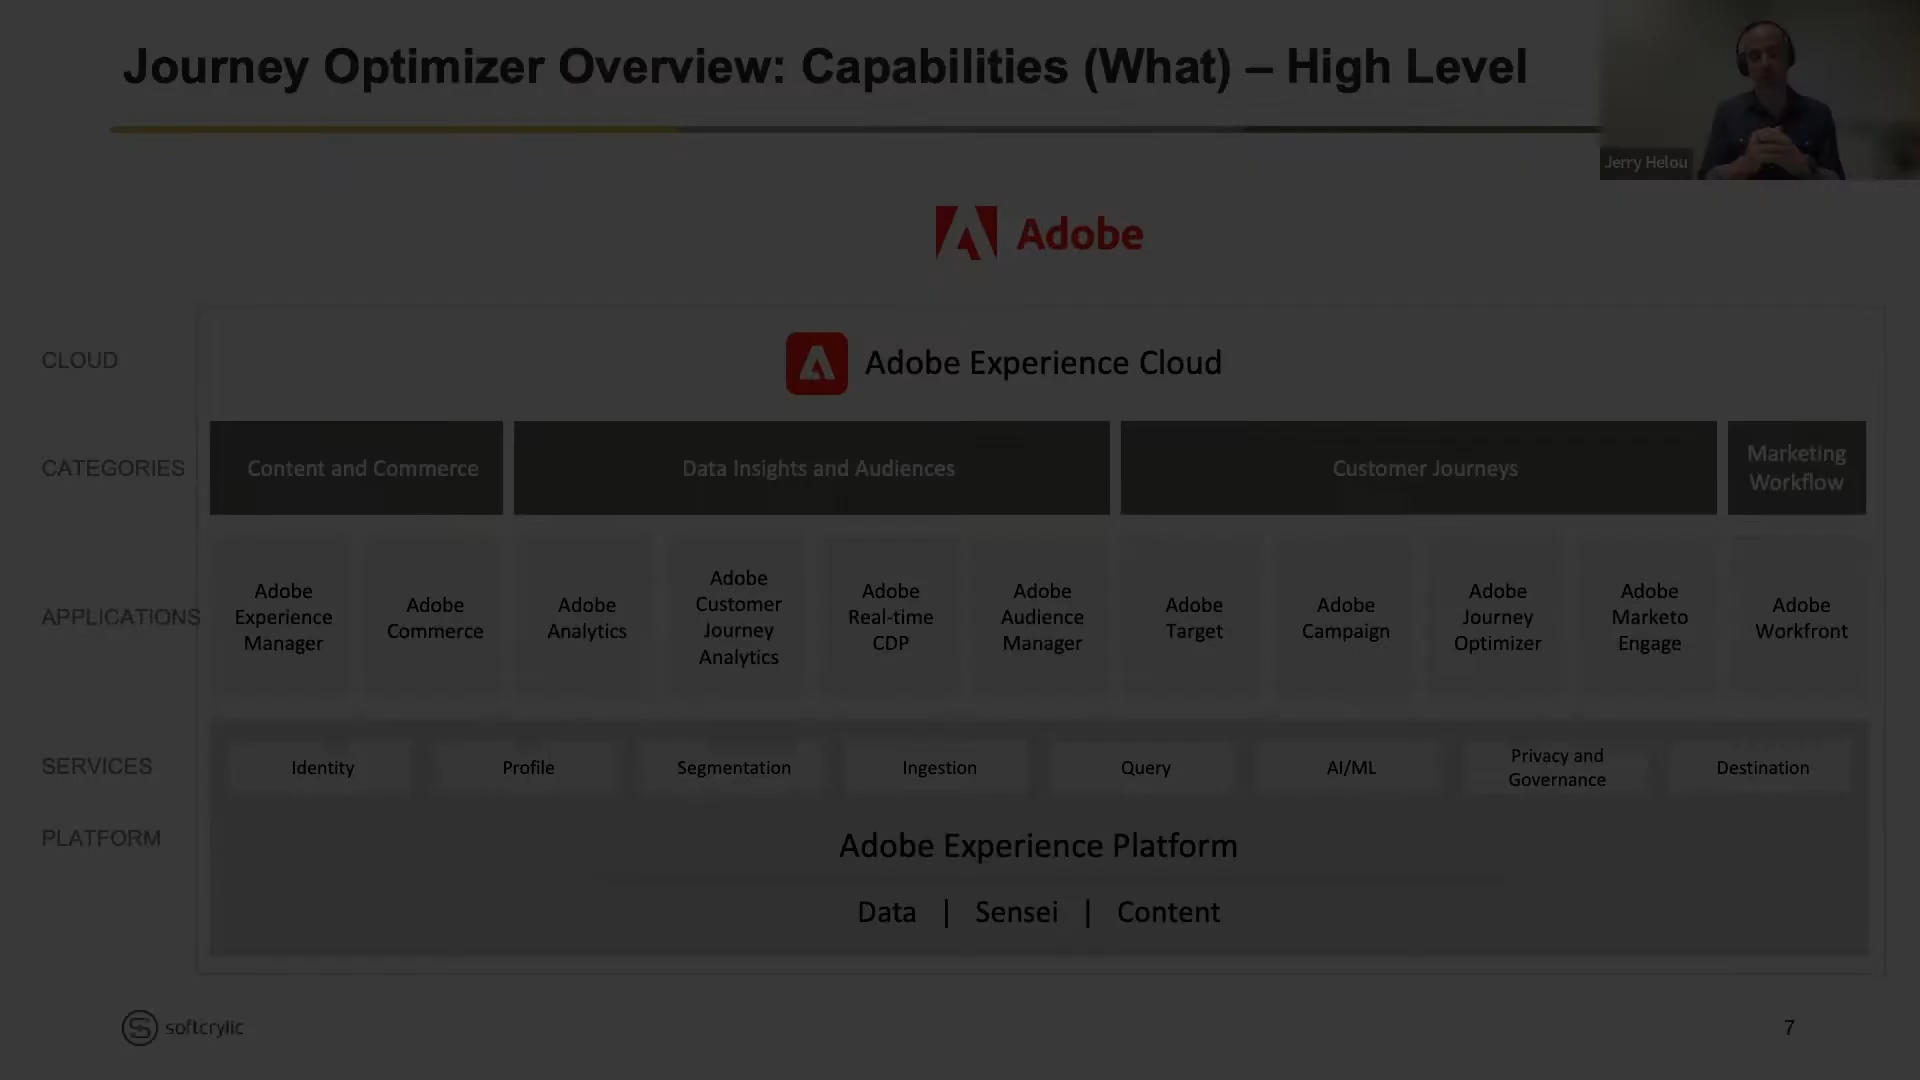 Journey Optimizer Overview: Capabilities (What) – High Level
Jerry Helou
Adobe
CLOUD
Adobe Experience Cloud
CATEGORIES
Content and Commerce
Data Insights and Audiences
Customer Journeys
Marketing
Workflow
APPLICATIONS
Adobe
Experience
Manager
Adobe
Commerce
Adobe
Analytics
Adobe
Customer
Journey
Analytics
Adobe
Real-time
CDP
Adobe
Audience
Manager
Adobe
Target
Adobe
Campaign
Adobe
Journey
Optimizer
Adobe
Marketo
Engage
Adobe
Workfront
SERVICES
Identity
Profile
Segmentation
Ingestion
Query
AI/ML
Privacy and
Governance
Destination
PLATFORM
Adobe Experience Platform
Data | Sensei | Content
softcrylic
7